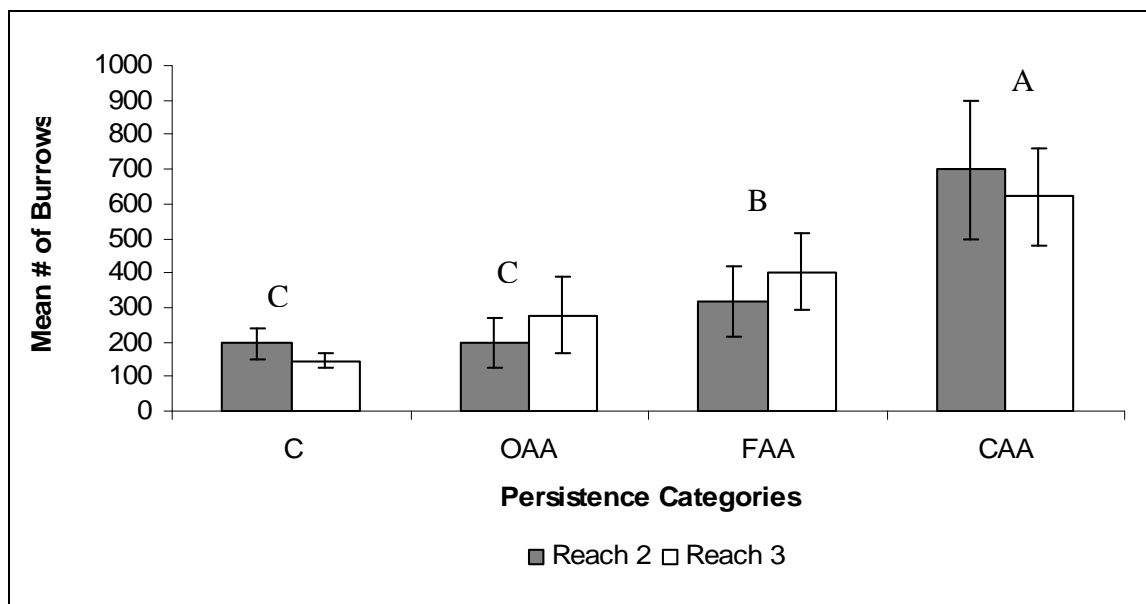 Mean # of Burrows
1000
900
800
700
600
500
400
300
200
100
0
C
C
B
A
C OAA FAA CAA
Persistence Categories
Reach 2 Reach 3